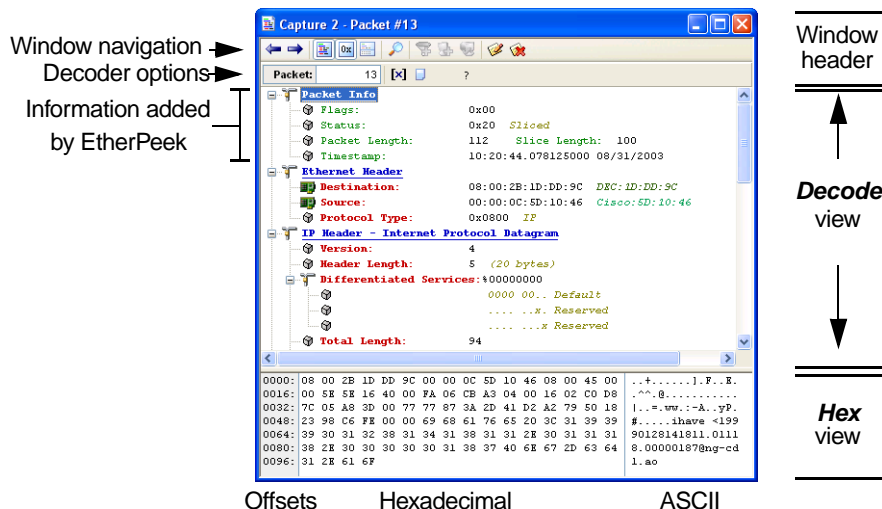 Capture 2 - Packet #13
Window navigation
0x
Decoder options
Packet: 13 [x] ?
Information added
by EtherPeek
Packet Info
Flags: 0x00
Status: 0x20 Sliced
Packet Length: 112 Slice Length: 100
Timestamp: 10:20:44.078125000 08/31/2003
Ethernet Header
Destination: 08:00:2B:1D:DD:9C DEC:1D:DD:9C
Source: 00:00:0C:5D:10:46 Cisco:5D:10:46
Protocol Type: 0x0800 IP
IP Header - Internet Protocol Datagram
Version: 4
Header Length: 5 (20 bytes)
Differentiated Services:%00000000
0000 00.. Default
.... ..x. Reserved
.... ...x Reserved
Total Length: 94
0000: 08 00 2B 1D DD 9C 00 00 0C 5D 10 46 08 00 45 00 ..+......].F..E.
0016: 00 5E 5E 16 40 00 FA 06 CB A3 04 00 16 02 C0 D8 .^^.@...........
0032: 7C 05 A8 3D 00 77 77 87 3A 2D 41 D2 A2 79 50 18 |..=.ww.:-A..yP.
0048: 23 98 C6 FE 00 00 69 68 61 76 65 20 3C 31 39 39 #.....ihave <199
0064: 39 30 31 32 38 31 34 31 38 31 31 2E 30 31 31 31 90128141811.0111
0080: 38 2E 30 30 30 30 30 31 38 37 40 6E 67 2D 63 64 8.00000187@ng-cd
0096: 31 2E 61 6F l.ao
Offsets Hexadecimal ASCII
Window
header
Decode
view
Hex
view